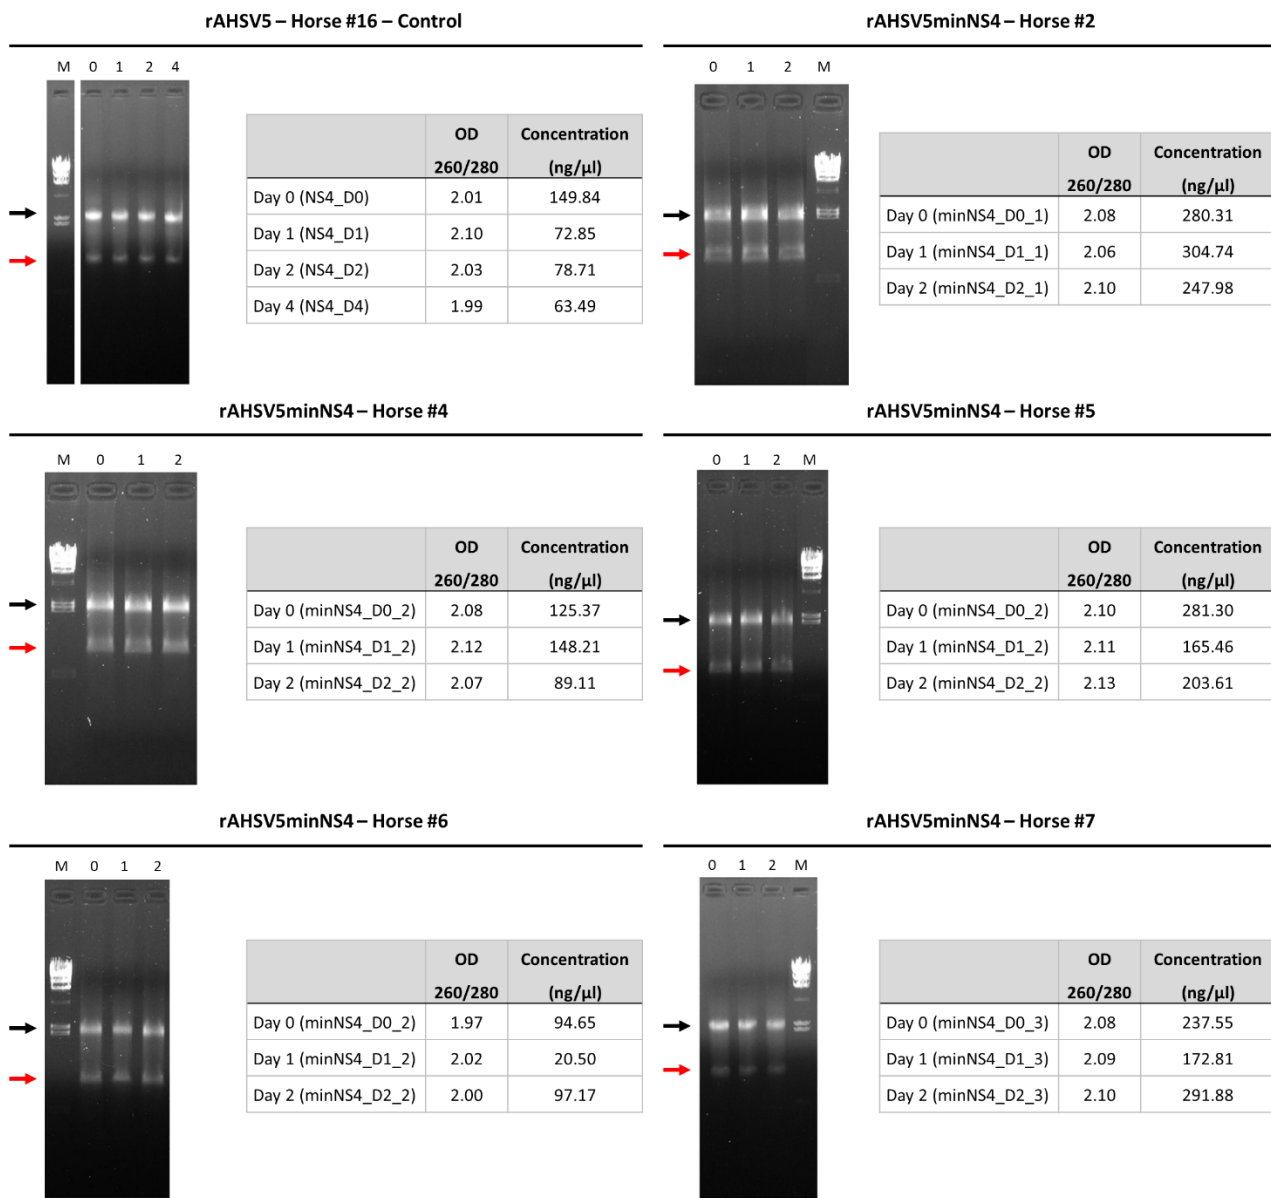 rAHSV5 – Horse #16 – Control
M 0 1 2 4
OD Concentration
260/280 (ng/µl)
Day 0 (NS4_D0) 2.01 149.84
Day 1 (NS4_D1) 2.10 72.85
Day 2 (NS4_D2) 2.03 78.71
Day 4 (NS4_D4) 1.99 63.49
rAHSV5minNS4 – Horse #2
0 1 2 M
OD Concentration
260/280 (ng/µl)
Day 0 (minNS4_D0_1) 2.08 280.31
Day 1 (minNS4_D1_1) 2.06 304.74
Day 2 (minNS4_D2_1) 2.10 247.98
rAHSV5minNS4 – Horse #4
M 0 1 2
OD Concentration
260/280 (ng/µl)
Day 0 (minNS4_D0_2) 2.08 125.37
Day 1 (minNS4_D1_2) 2.12 148.21
Day 2 (minNS4_D2_2) 2.07 89.11
rAHSV5minNS4 – Horse #5
0 1 2 M
OD Concentration
260/280 (ng/µl)
Day 0 (minNS4_D0_2) 2.10 281.30
Day 1 (minNS4_D1_2) 2.11 165.46
Day 2 (minNS4_D2_2) 2.13 203.61
rAHSV5minNS4 – Horse #6
M 0 1 2
OD Concentration
260/280 (ng/µl)
Day 0 (minNS4_D0_2) 1.97 94.65
Day 1 (minNS4_D1_2) 2.02 20.50
Day 2 (minNS4_D2_2) 2.00 97.17
rAHSV5minNS4 – Horse #7
0 1 2 M
OD Concentration
260/280 (ng/µl)
Day 0 (minNS4_D0_3) 2.08 237.55
Day 1 (minNS4_D1_3) 2.09 172.81
Day 2 (minNS4_D2_3) 2.10 291.88